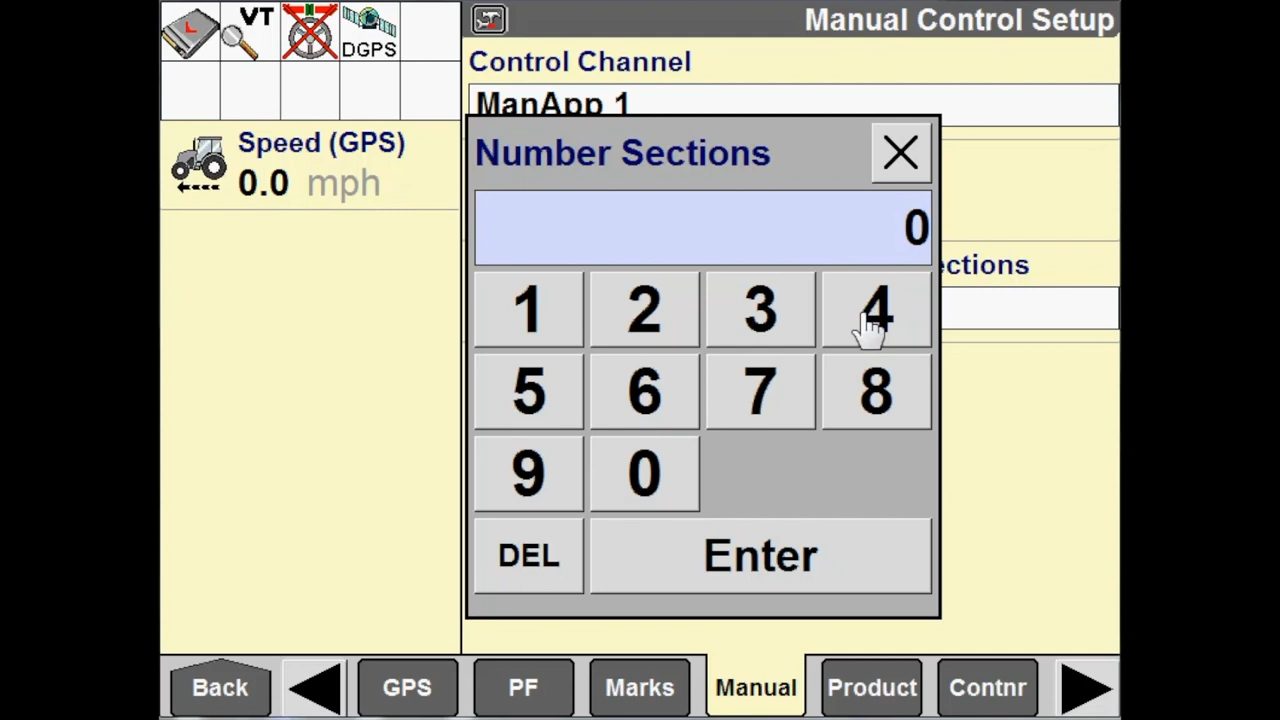 VT
DGPS
Manual Control Setup
Control Channel
ManApp 1
Speed (GPS)
0.0 mph
Number Sections
0
ections
1 2 3 4
5 6 7 8
9 0
DEL Enter
Back GPS PF Marks Manual Product Contnr